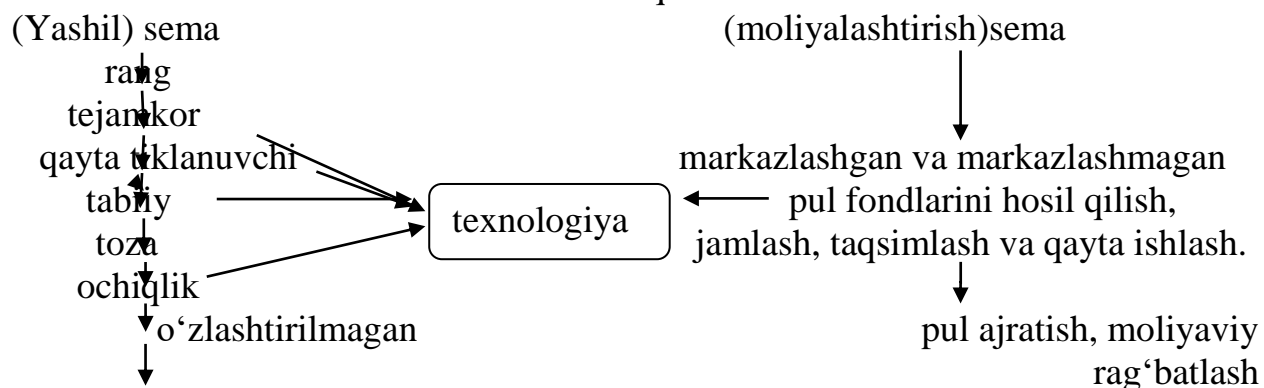 (Yashil) sema
rang
tejamkor
qayta tiklanuvchi
tabiiy
toza
ochiqlik
o‘zlashtirilmagan
texnologiya
(moliyalashtirish)sema
markazlashgan va markazlashmagan
pul fondlarini hosil qilish,
jamlash, taqsimlash va qayta ishlash.
pul ajratish, moliyaviy
rag‘batlash